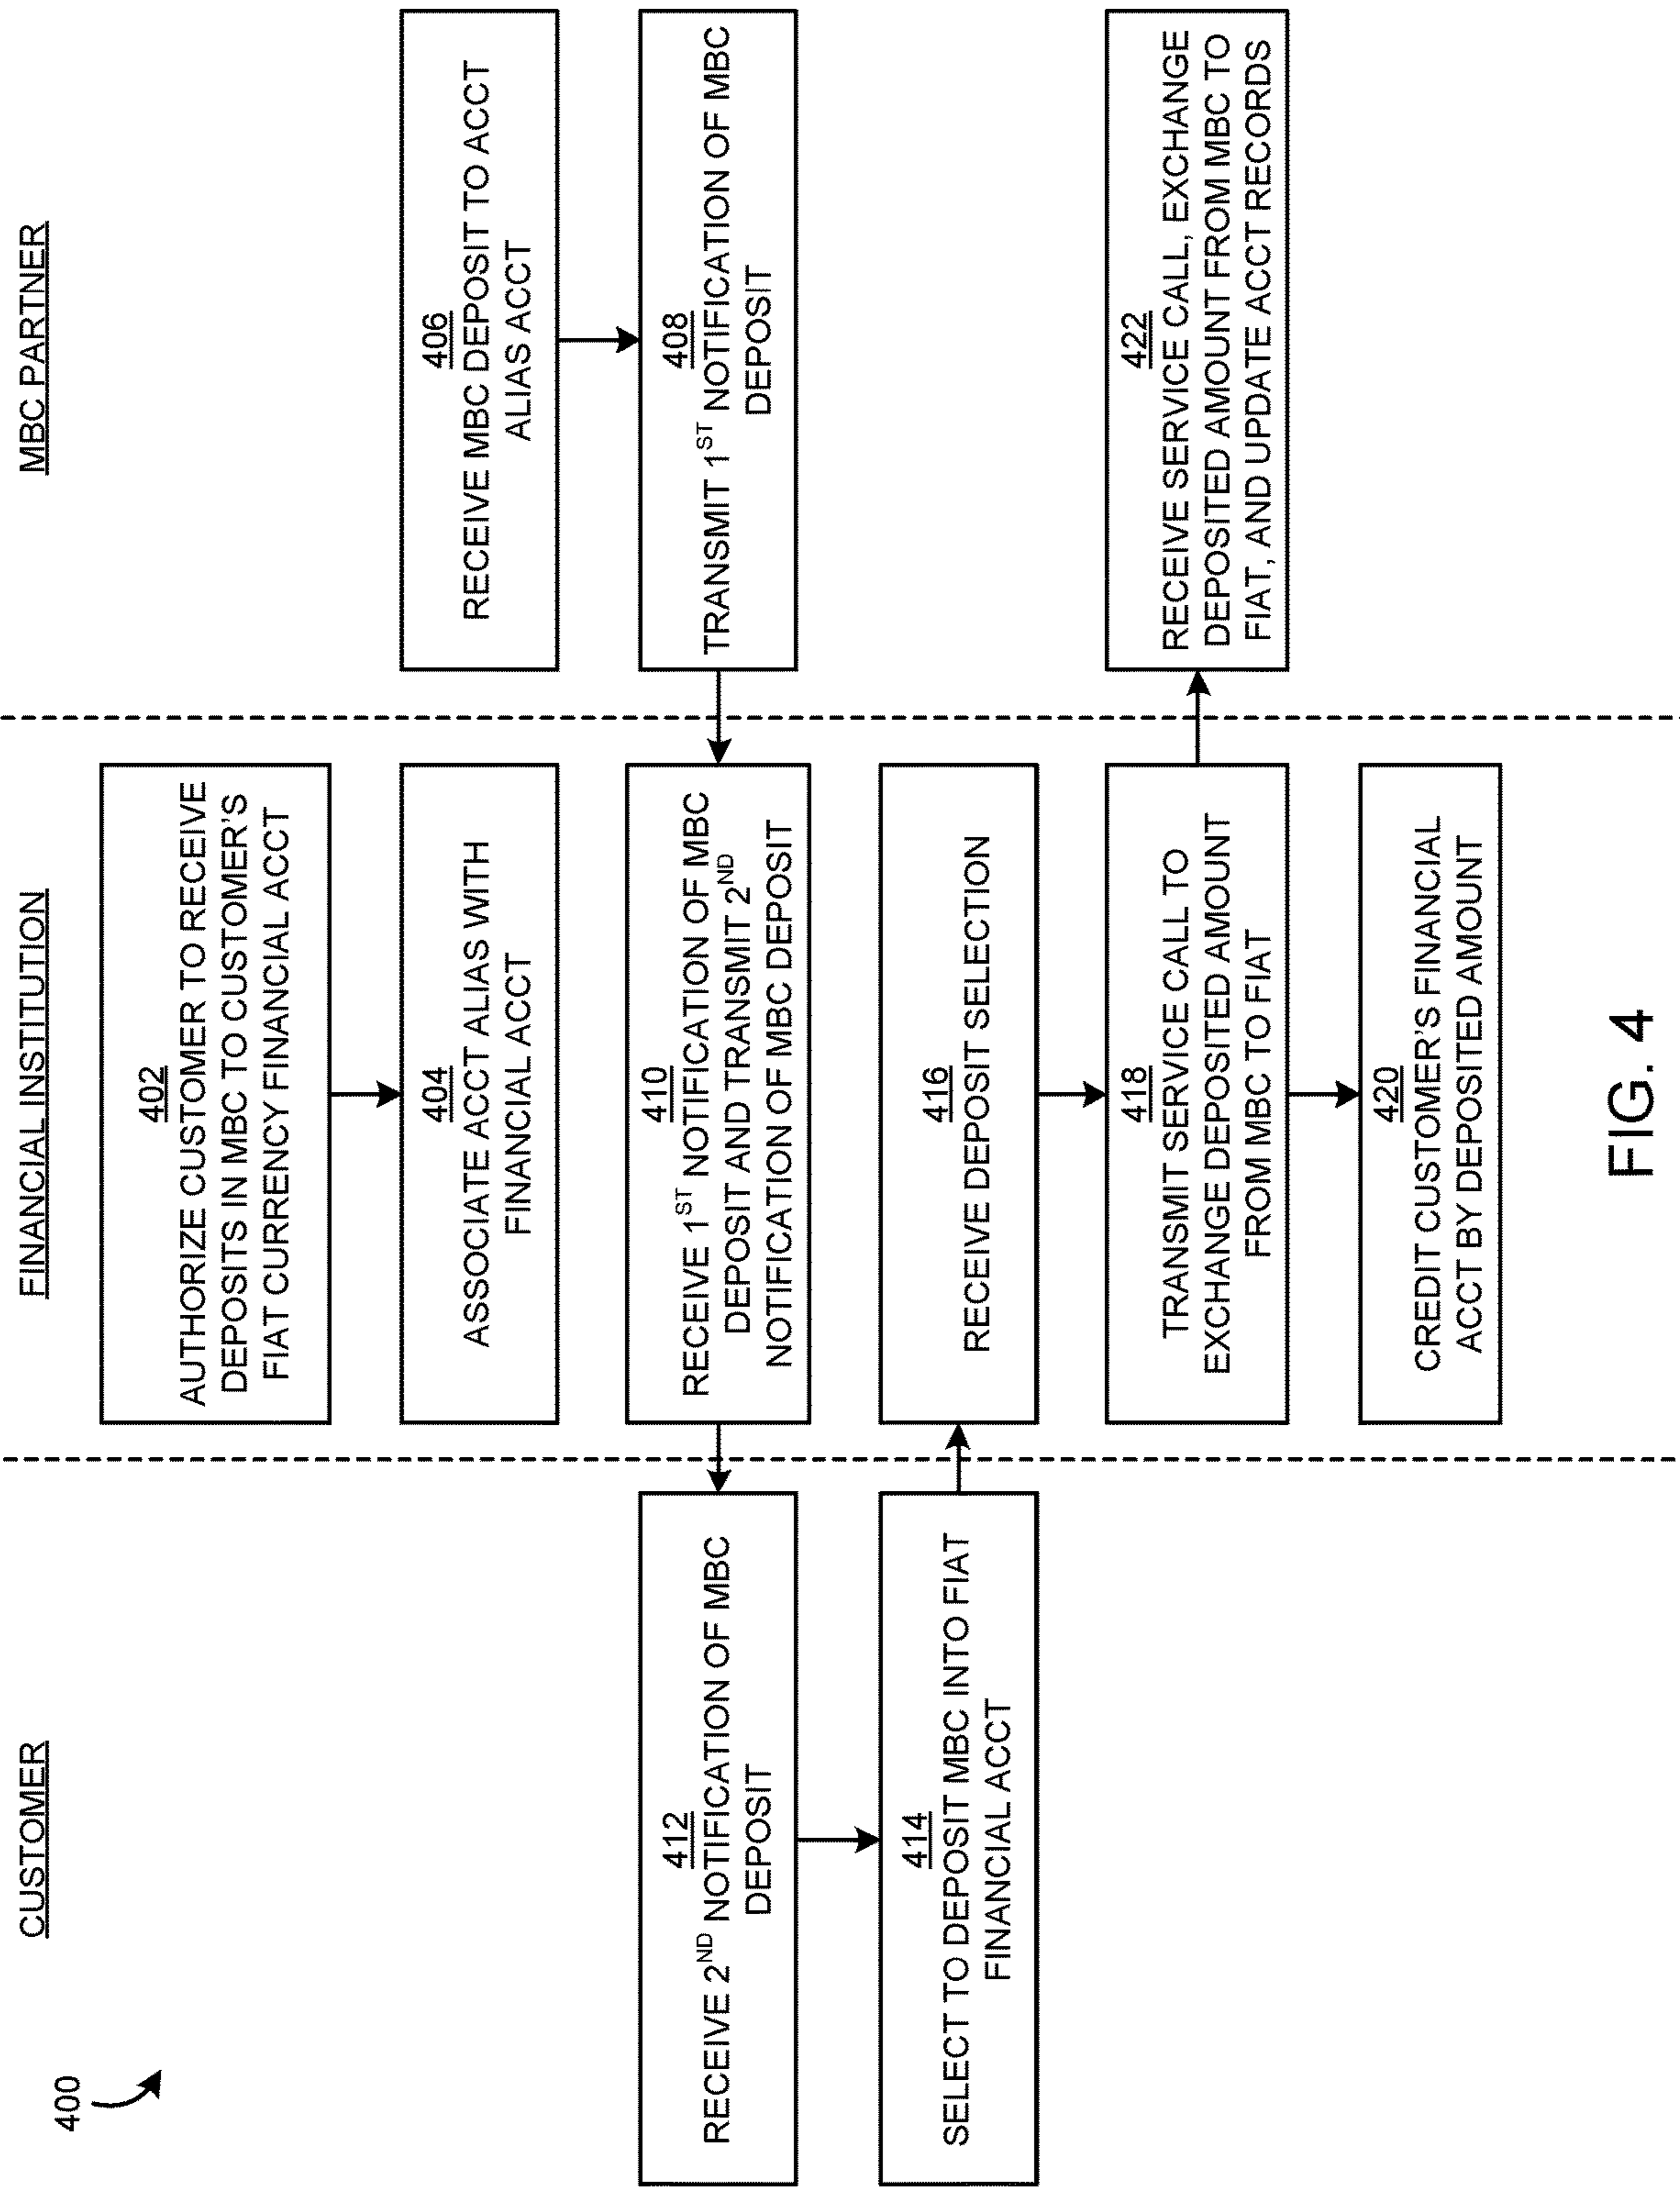 400
CUSTOMER
FINANCIAL INSTITUTION
MBC PARTNER
402
AUTHORIZE CUSTOMER TO RECEIVE
DEPOSITS IN MBC TO CUSTOMER'S
FIAT CURRENCY FINANCIAL ACCT
404
ASSOCIATE ACCT ALIAS WITH
FINANCIAL ACCT
406
RECEIVE MBC DEPOSIT TO ACCT
ALIAS ACCT
408
TRANSMIT 1ST NOTIFICATION OF MBC
DEPOSIT
410
RECEIVE 1ST NOTIFICATION OF MBC
DEPOSIT AND TRANSMIT 2ND
NOTIFICATION OF MBC DEPOSIT
412
RECEIVE 2ND NOTIFICATION OF MBC
DEPOSIT
414
SELECT TO DEPOSIT MBC INTO FIAT
FINANCIAL ACCT
416
RECEIVE DEPOSIT SELECTION
418
TRANSMIT SERVICE CALL TO
EXCHANGE DEPOSITED AMOUNT
FROM MBC TO FIAT
422
RECEIVE SERVICE CALL, EXCHANGE
DEPOSITED AMOUNT FROM MBC TO
FIAT, AND UPDATE ACCT RECORDS
420
CREDIT CUSTOMER'S FINANCIAL
ACCT BY DEPOSITED AMOUNT
FIG. 4